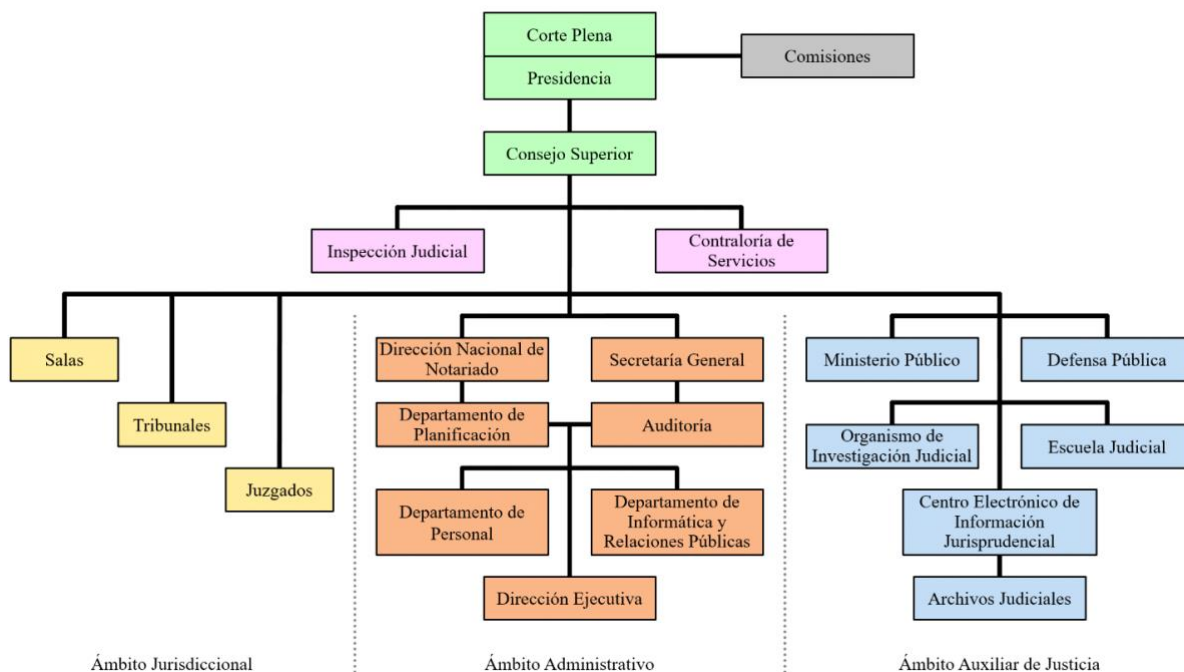 Corte Plena
Comisiones
Presidencia
Consejo Superior
Inspección Judicial
Contraloría de
Servicios
Salas
Dirección Nacional de
Notariado
Secretaría General
Ministerio Público
Defensa Pública
Tribunales
Departamento de
Planificación
Auditoría
Organismo de
Investigación Judicial
Escuela Judicial
Juzgados
Departamento de
Personal
Departamento de
Informática y
Relaciones Públicas
Centro Electrónico de
Información
Jurisprudencial
Dirección Ejecutiva
Archivos Judiciales
Ámbito Jurisdiccional
Ámbito Administrativo
Ámbito Auxiliar de Justicia